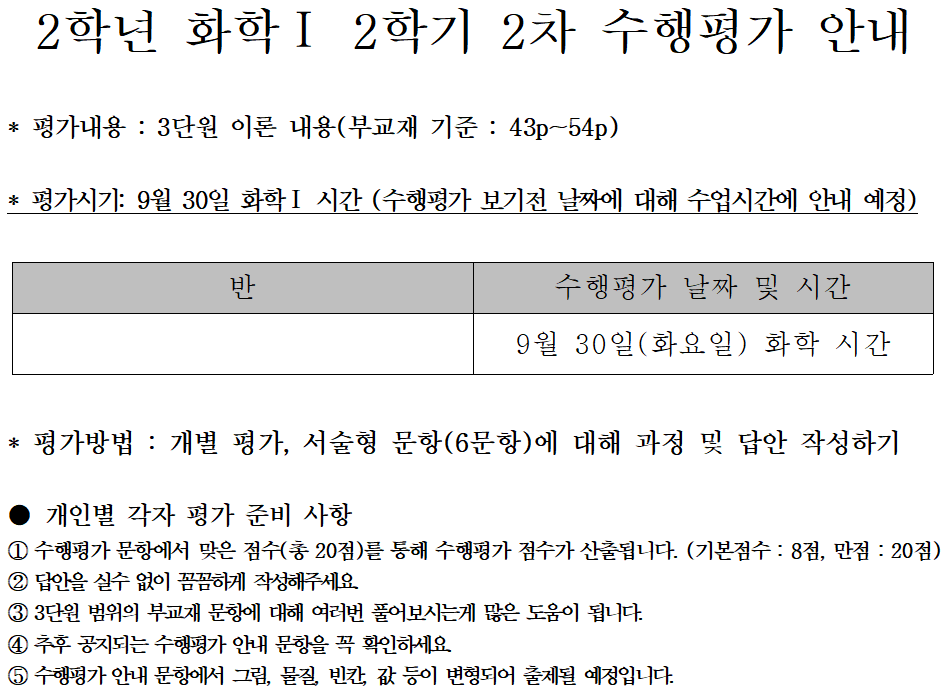 2학년 화학Ⅰ 2학기 2차 수행평가 안내
* 평가내용 : 3단원 이론 내용(부교재 기준 : 43p~54p)
* 평가시기: 9월 30일 화학Ⅰ 시간 (수행평가 보기전 날짜에 대해 수업시간에 안내 예정)
반 수행평가 날짜 및 시간
9월 30일(화요일) 화학 시간
* 평가방법 : 개별 평가, 서술형 문항(6문항)에 대해 과정 및 답안 작성하기
● 개인별 각자 평가 준비 사항
① 수행평가 문항에서 맞은 점수(총 20점)를 통해 수행평가 점수가 산출됩니다. (기본점수 : 8점, 만점 : 20점)
② 답안을 실수 없이 꼼꼼하게 작성해주세요.
③ 3단원 범위의 부교재 문항에 대해 여러번 풀어보시는게 많은 도움이 됩니다.
④ 추후 공지되는 수행평가 안내 문항을 꼭 확인하세요.
⑤ 수행평가 안내 문항에서 그림, 물질, 빈칸, 값 등이 변형되어 출제될 예정입니다.